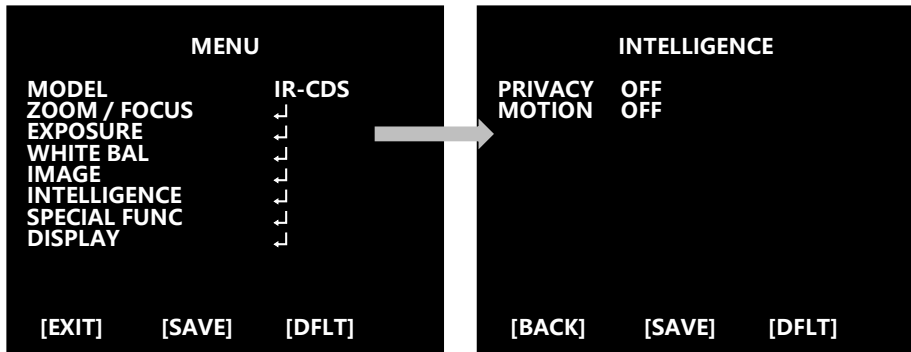 MENU
MODEL IR-CDS
ZOOM / FOCUS ↵
EXPOSURE ↵
WHITE BAL ↵
IMAGE ↵
INTELLIGENCE ↵
SPECIAL FUNC ↵
DISPLAY ↵
[EXIT] [SAVE] [DFLT]
INTELLIGENCE
PRIVACY OFF
MOTION OFF
[BACK] [SAVE] [DFLT]